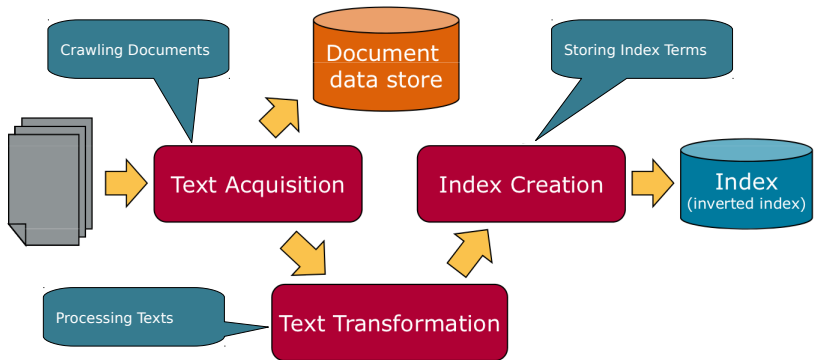 Crawling Documents
Document
data store
Storing Index Terms
Text Acquisition
Index Creation
Index
(inverted index)
Processing Texts
Text Transformation